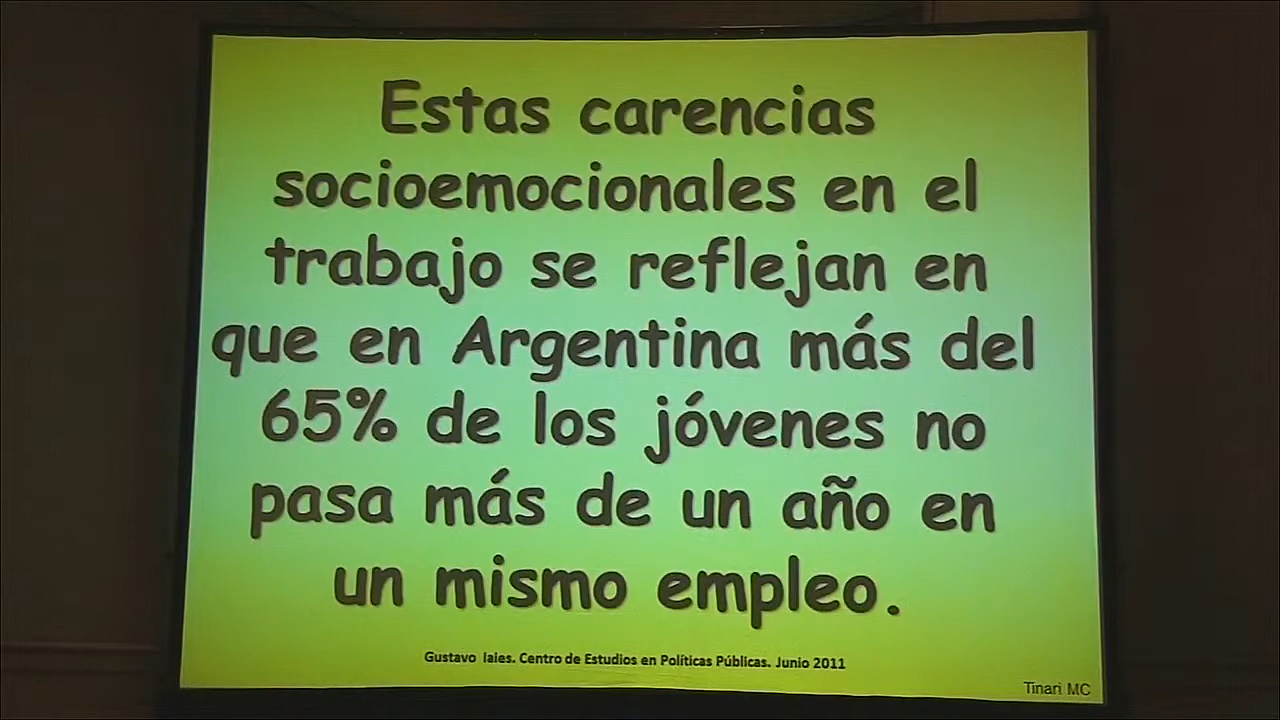 Estas carencias
socioemocionales en el
trabajo se reflejan en
que en Argentina más del
65% de los jóvenes no
pasa más de un año en
un mismo empleo.
Gustavo Iaies. Centro de Estudios en Políticas Públicas. Junio 2011
Tinari MC